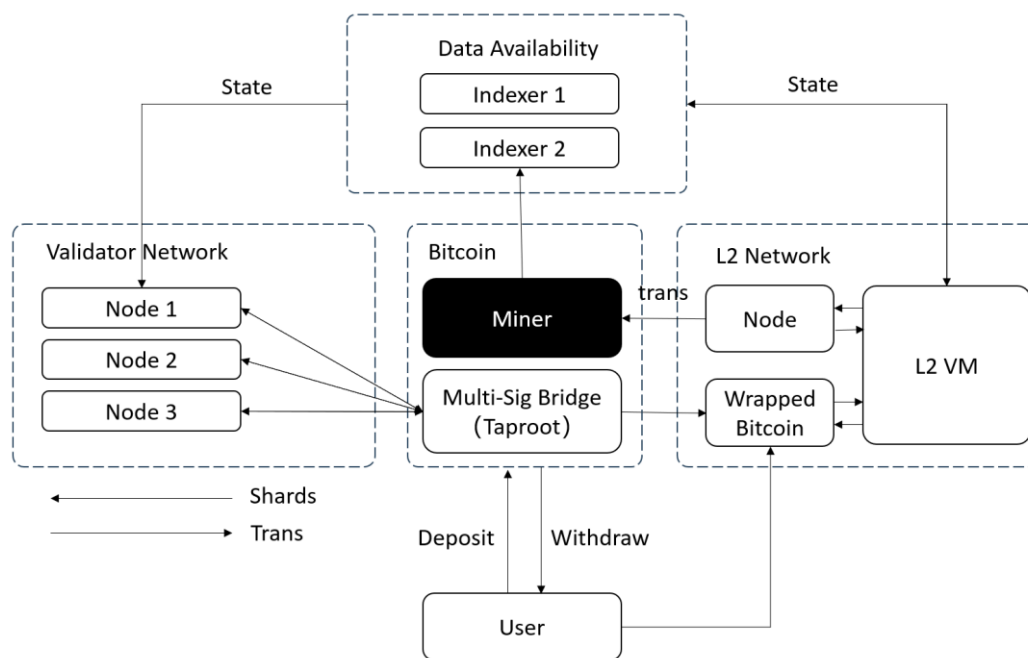 Data Availability
State
Indexer 1
State
Indexer 2
Validator Network
Bitcoin
L2 Network
Node 1
Miner
trans
Node
L2 VM
Node 2
Node 3
Multi-Sig Bridge
(Taproot)
Wrapped
Bitcoin
Shards
Trans
Deposit
Withdraw
User